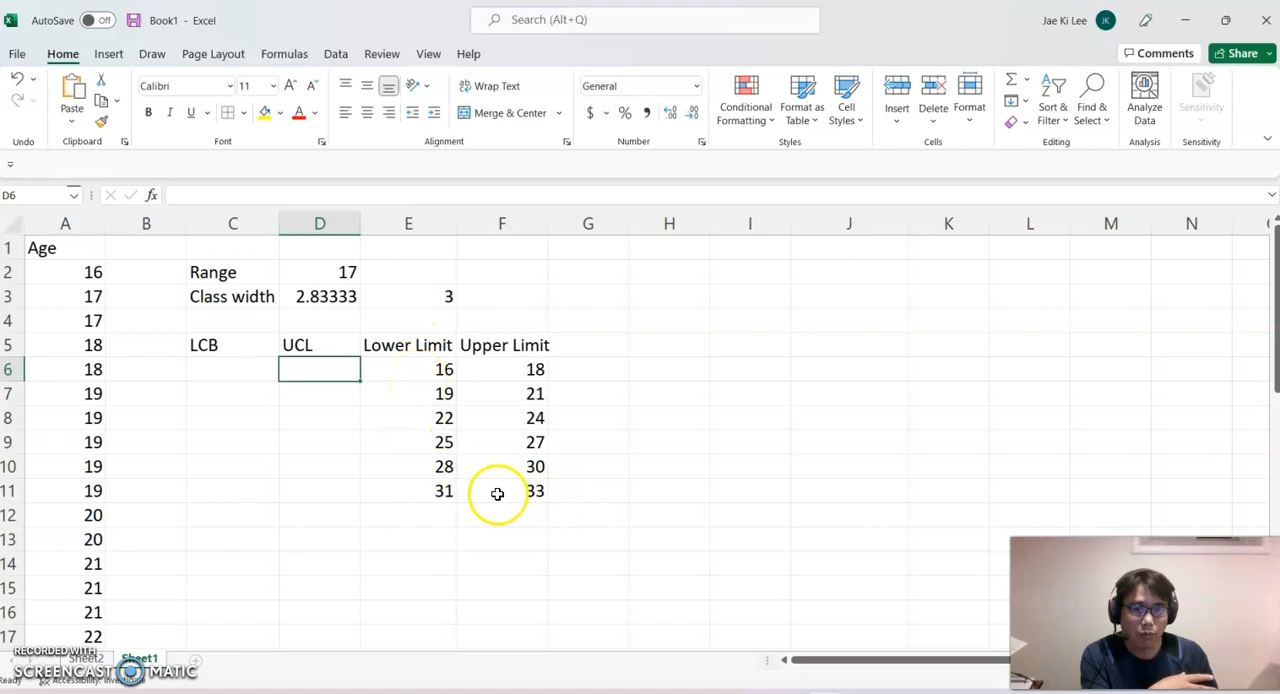 AutoSave Off Book1 - Excel Search (Alt+Q) Jae Ki Lee JK
File Home Insert Draw Page Layout Formulas Data Review View Help Comments Share
Calibri 11 Wrap Text General
Paste Merge & Center $ % Conditional Formatting Format as Table Cell Styles Insert Delete Format Sort & Filter Find & Select Analyze Data Sensitivity
Undo Clipboard Font Alignment Number Styles Cells Editing Analysis Sensitivity
D6 fx
A B C D E F G H I J K L M N
1 Age
2 16 Range 17
3 17 Class width 2.83333 3
4 17
5 18 LCB UCL Lower Limit Upper Limit
6 18 16 18
7 19 19 21
8 19 22 24
9 19 25 27
10 19 28 30
11 19 31 33
12 20
13 20
14 21
15 21
16 21
17 22
RECORDED WITH
SCREENCAST MATIC
Sheet2 Sheet1